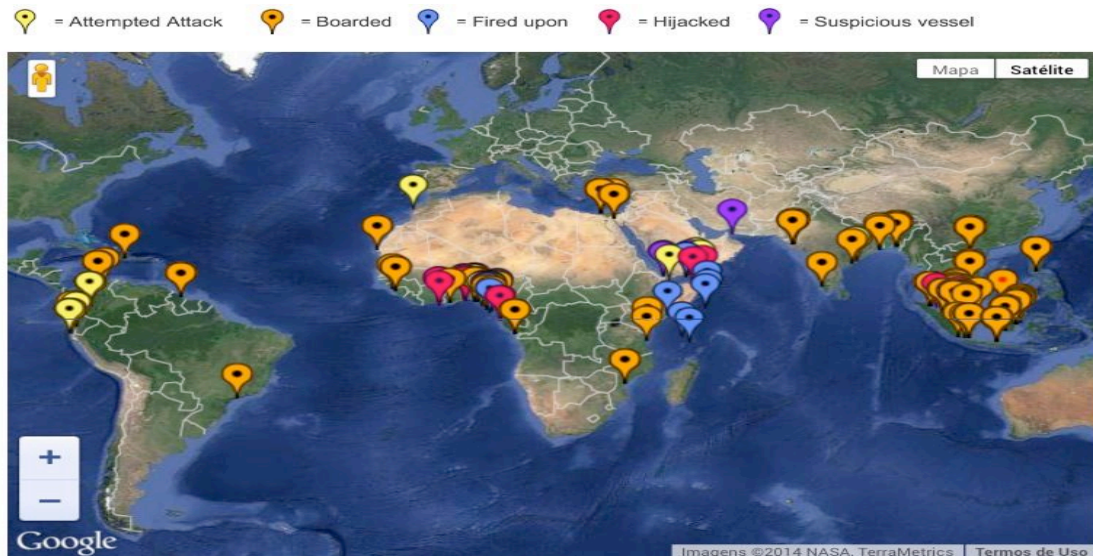 = Attempted Attack = Boarded = Fired upon = Hijacked = Suspicious vessel
Mapa Satélite
+
−
Google
Imagens ©2014 NASA, TerraMetrics Termos de Uso